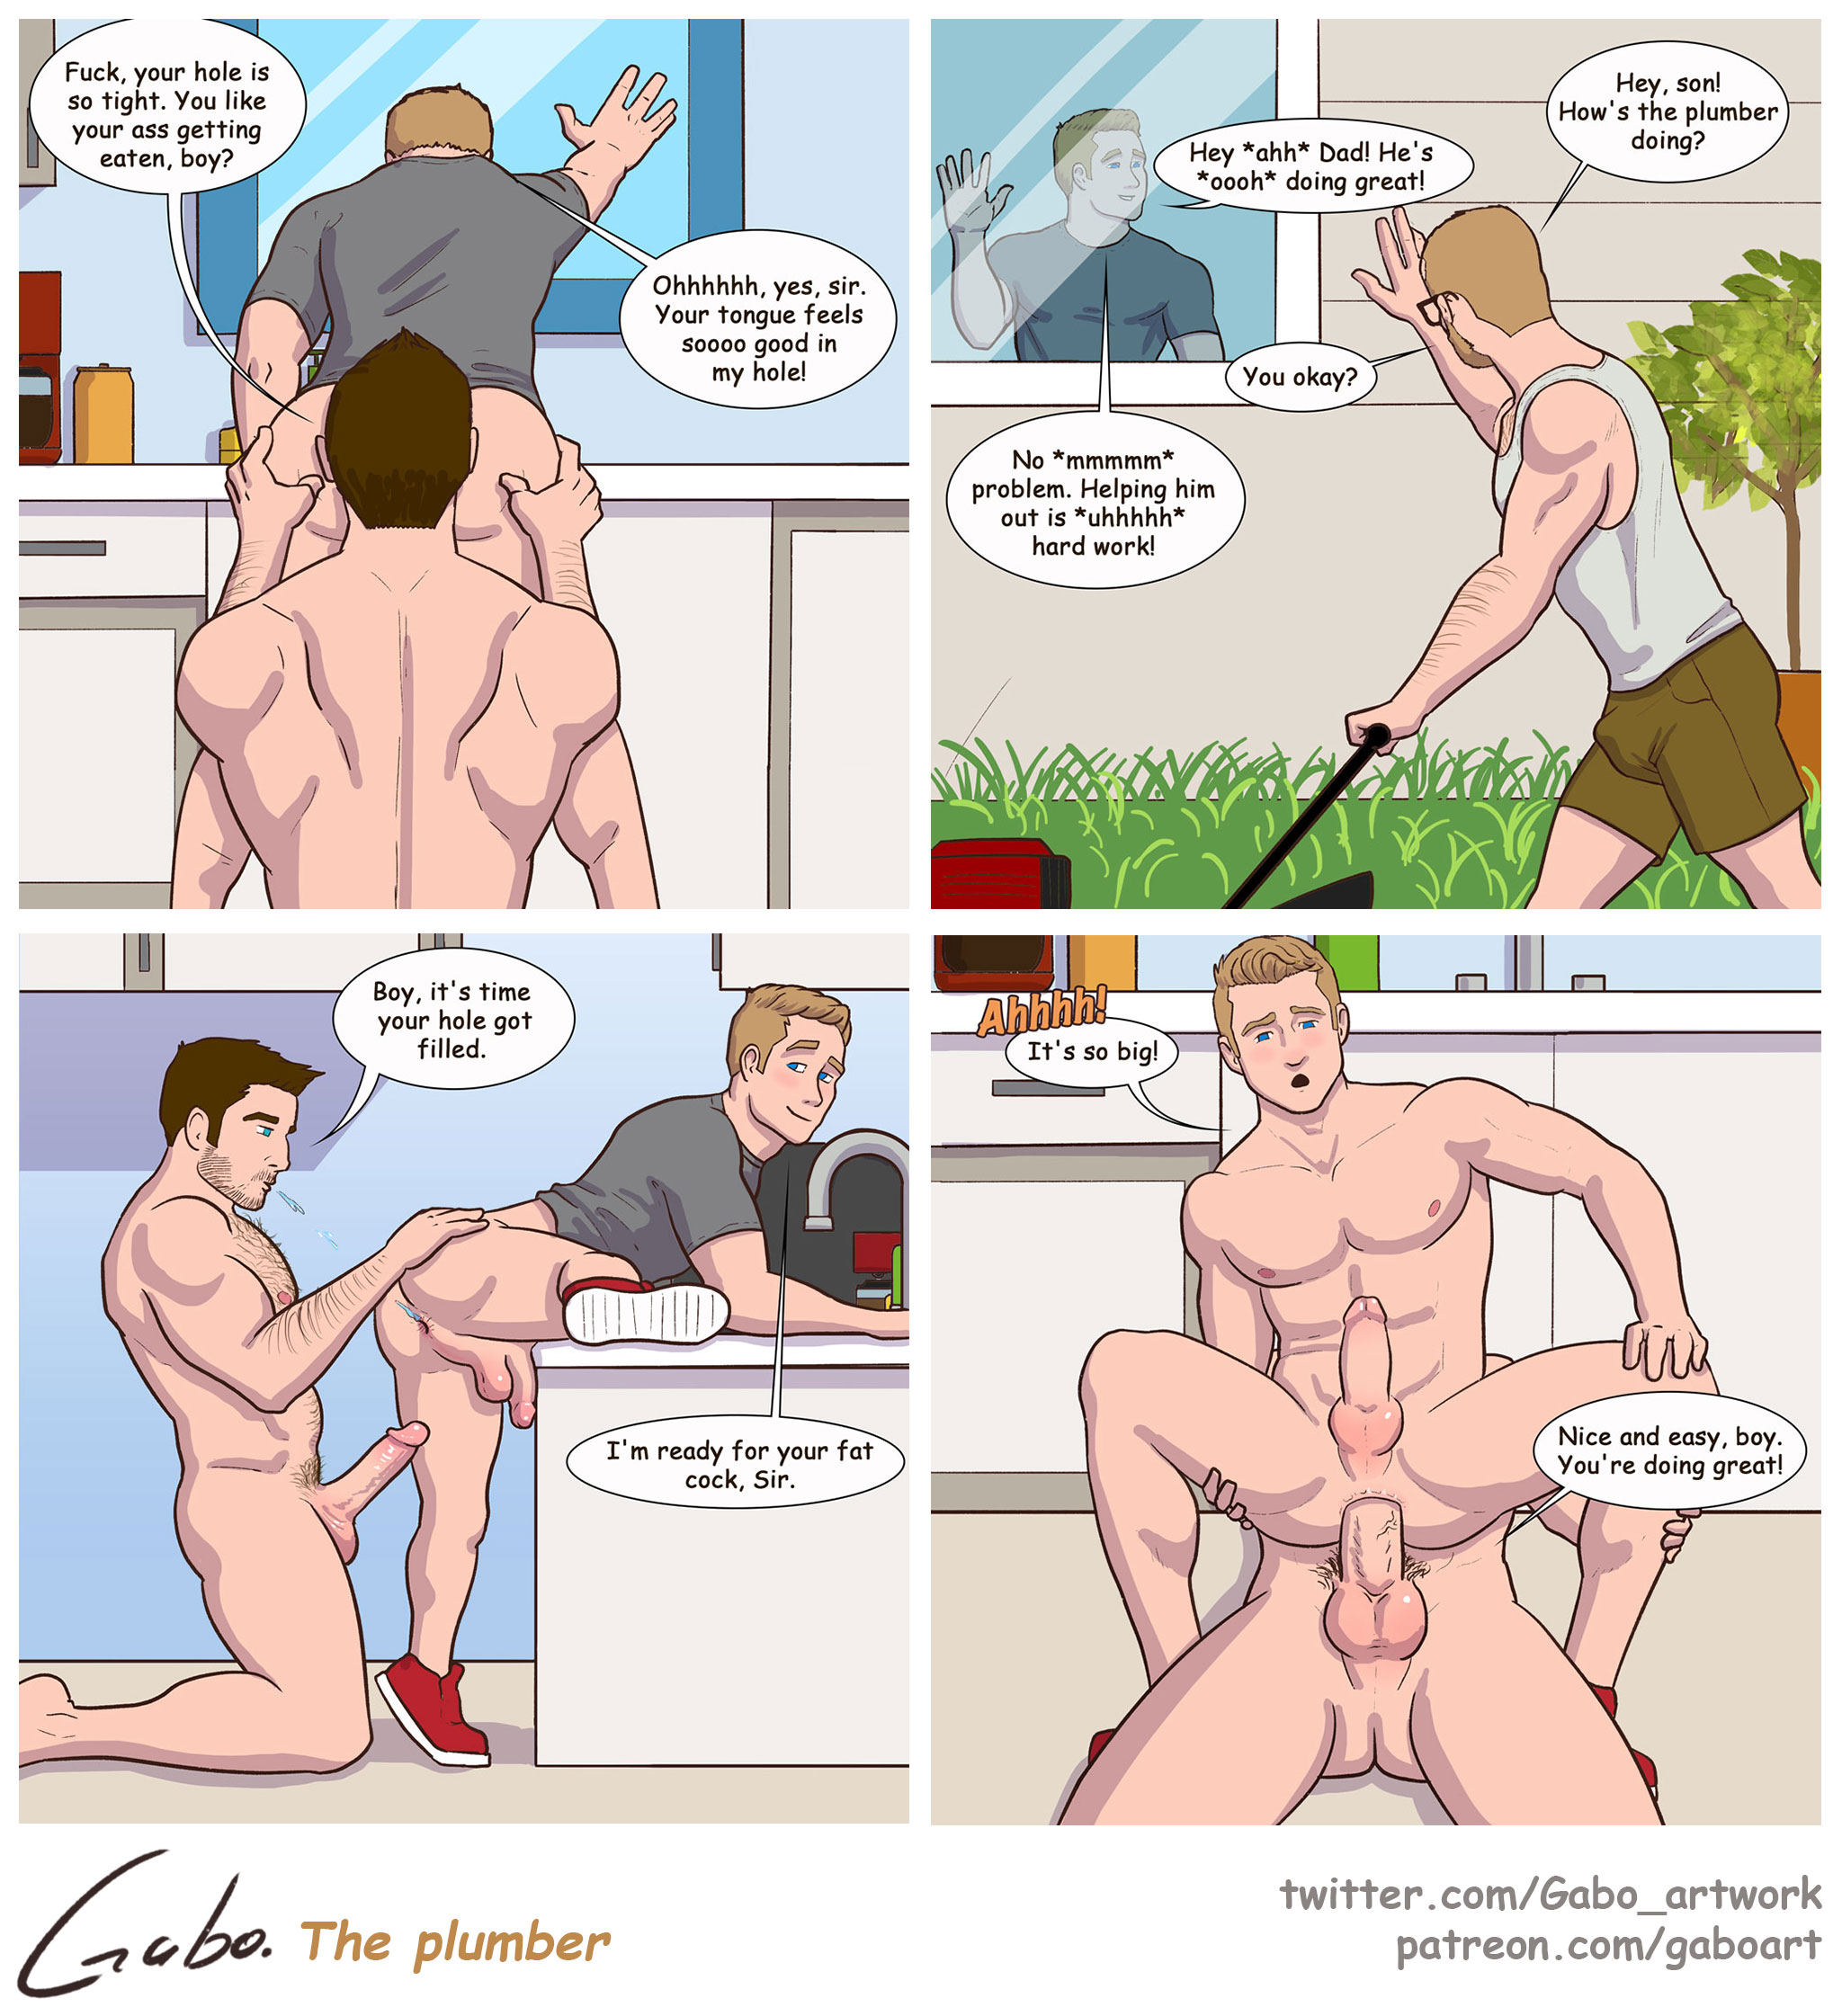 Fuck, your hole is
so tight. You like
your ass getting
eaten, boy?
Ohhhhhh, yes, sir.
Your tongue feels
soooo good in
my hole!
Hey, son!
How's the plumber
doing?
Hey *ahh* Dad! He's
*oooh* doing great!
You okay?
No *mmmmm*
problem. Helping him
out is *uhhhhh*
hard work!
Boy, it's time
your hole got
filled.
I'm ready for your fat
cock, Sir.
Ahhhh!
It's so big!
Nice and easy, boy.
You're doing great!
Gabo. The plumber
twitter.com/Gabo_artwork
patreon.com/gaboart